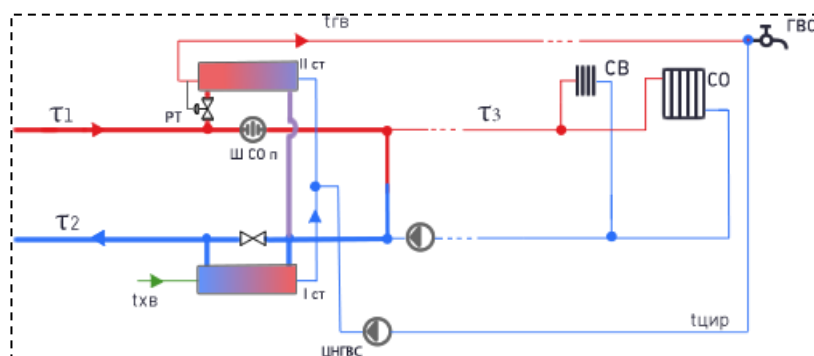 tгв
ГВС
II ст
СВ
СО
τ1
РТ
τ3
Ш СО п
τ2
I ст
tхв
tцир
ЦНГВС